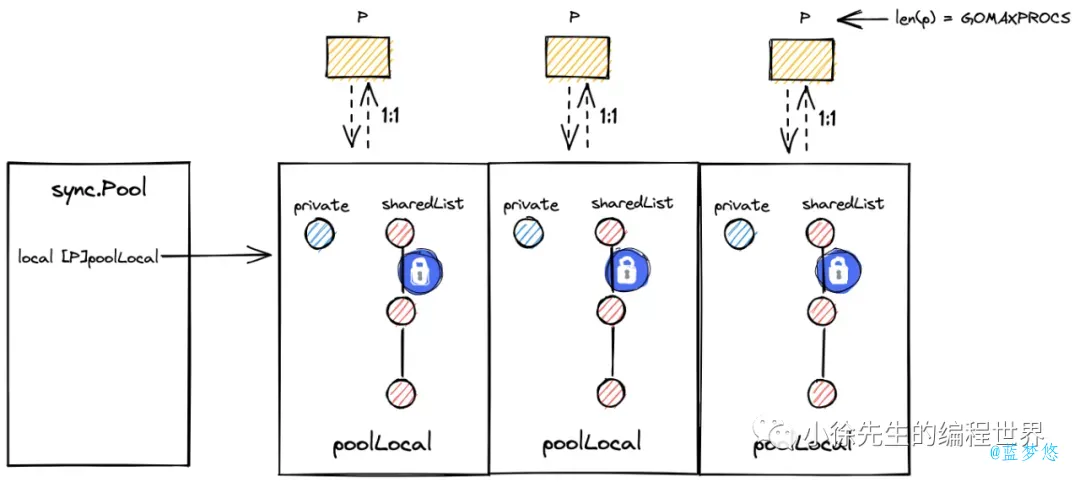 P
P
P
len(p) = GOMAXPROCS
1:1
1:1
1:1
sync.Pool
local [P]poolLocal
private
sharedList
private
sharedList
private
sharedList
poolLocal
poolLocal
poolLocal
小徐先生的编程世界
@蓝梦悠